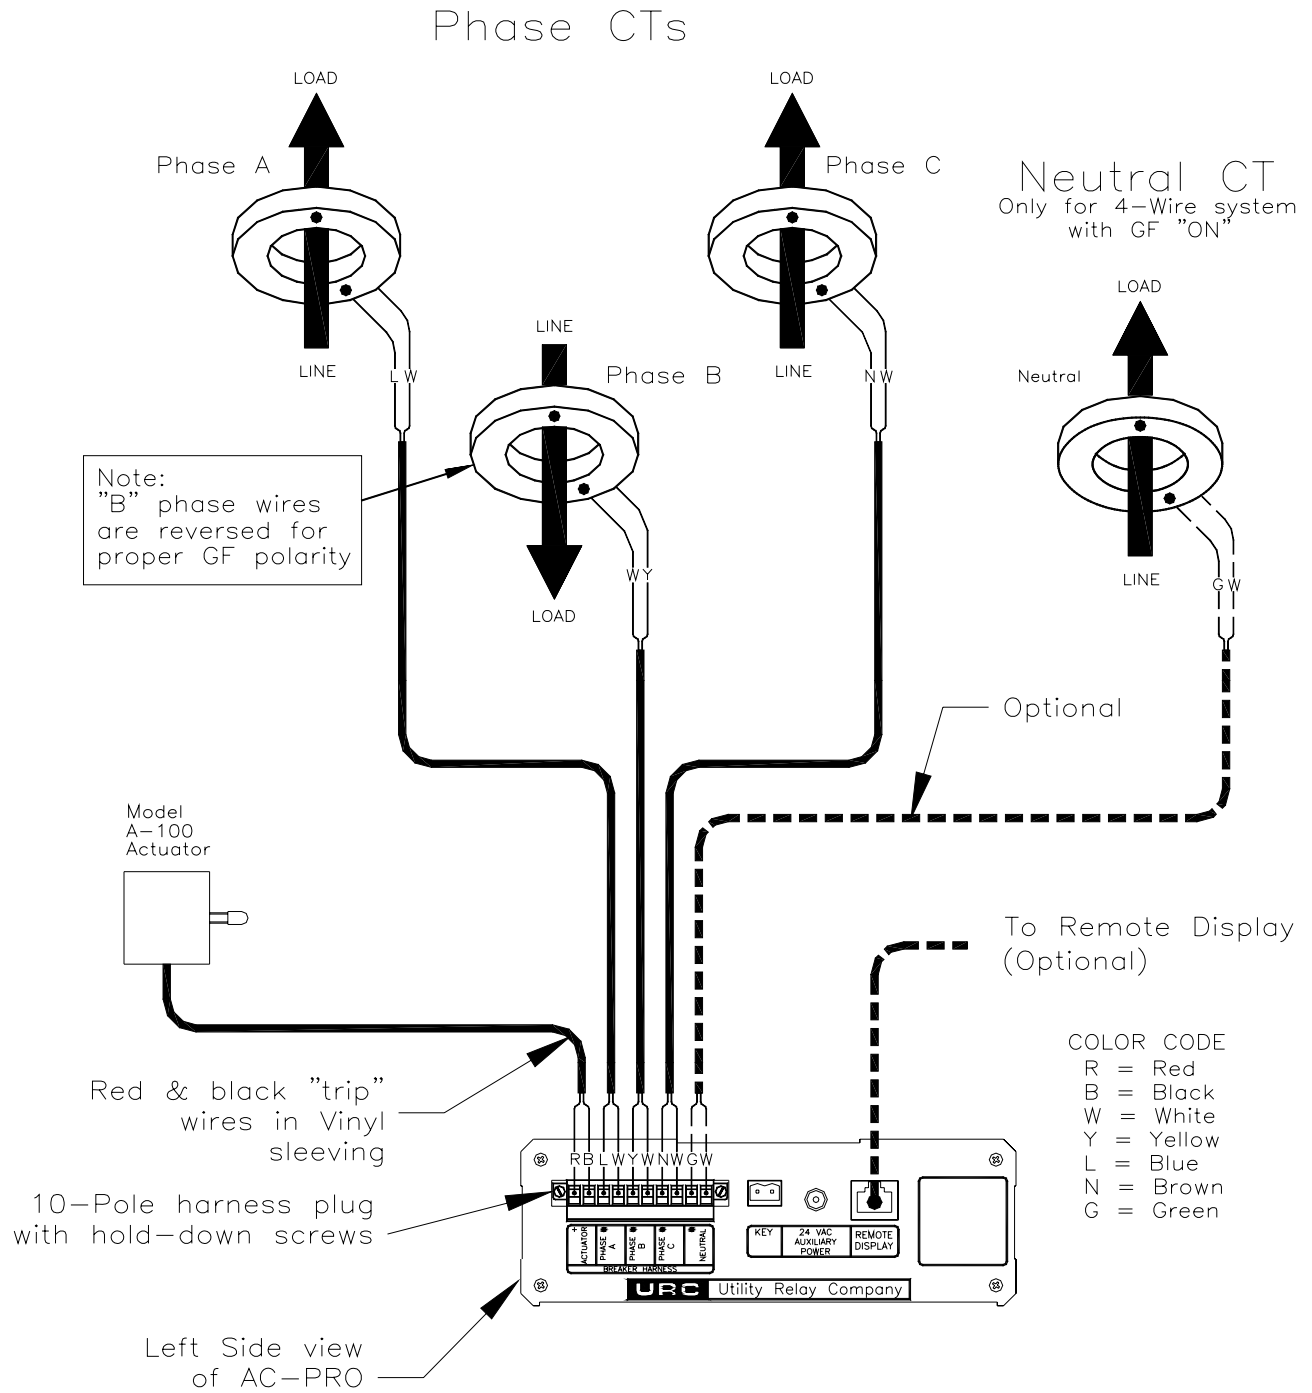 Phase CTs
LOAD
LOAD
Phase A
Phase C
Neutral CT
Only for 4-Wire system
with GF "ON"
LOAD
LINE
LINE
LINE
Phase B
Neutral
L W
N W
Note:
"B" phase wires
are reversed for
proper GF polarity
W Y
LOAD
LINE
G W
Optional
Model
A-100
Actuator
To Remote Display
(Optional)
Red & black "trip"
wires in Vinyl
sleeving
COLOR CODE
R = Red
B = Black
W = White
Y = Yellow
L = Blue
N = Brown
G = Green
R B L W Y W N W G W
10-Pole harness plug
with hold-down screws
+
ACTUATOR
PHASE A
PHASE B
PHASE C
NEUTRAL
BREAKER HARNESS
KEY
24 VAC
AUXILIARY
POWER
REMOTE
DISPLAY
URC Utility Relay Company
Left Side view
of AC-PRO